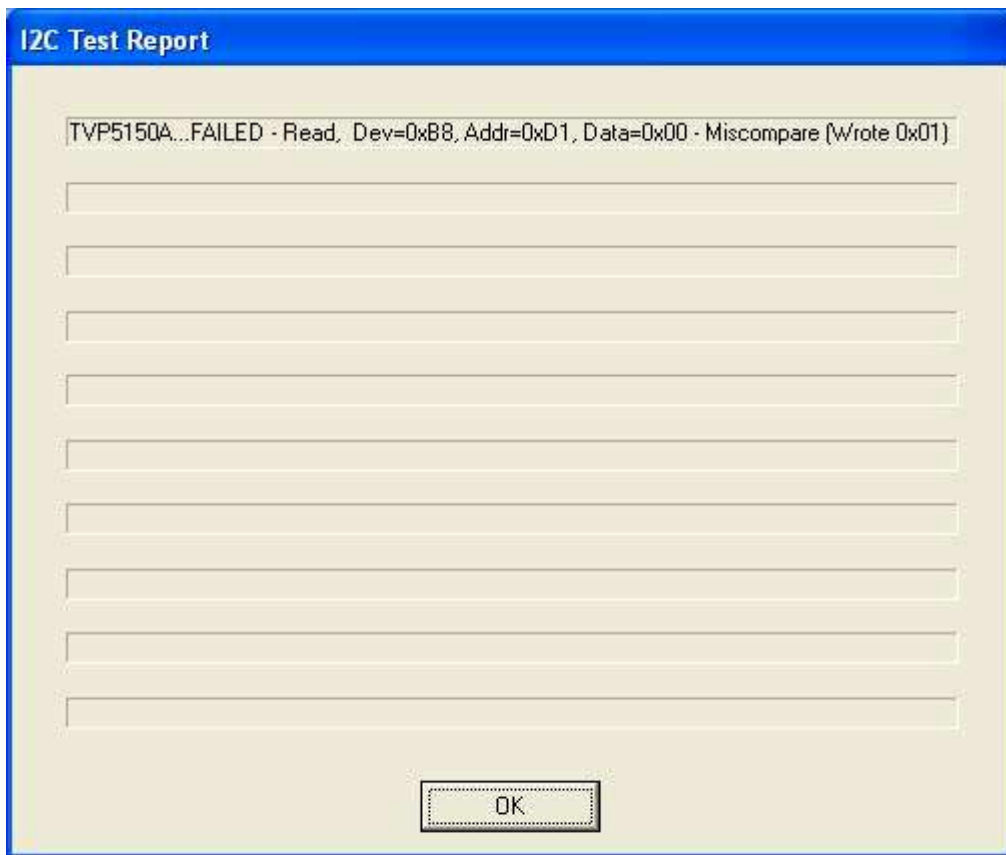 I2C Test Report
TVP5150A...FAILED - Read,  Dev=0xB8, Addr=0xD1, Data=0x00 - Miscompare (Wrote 0x01)
OK